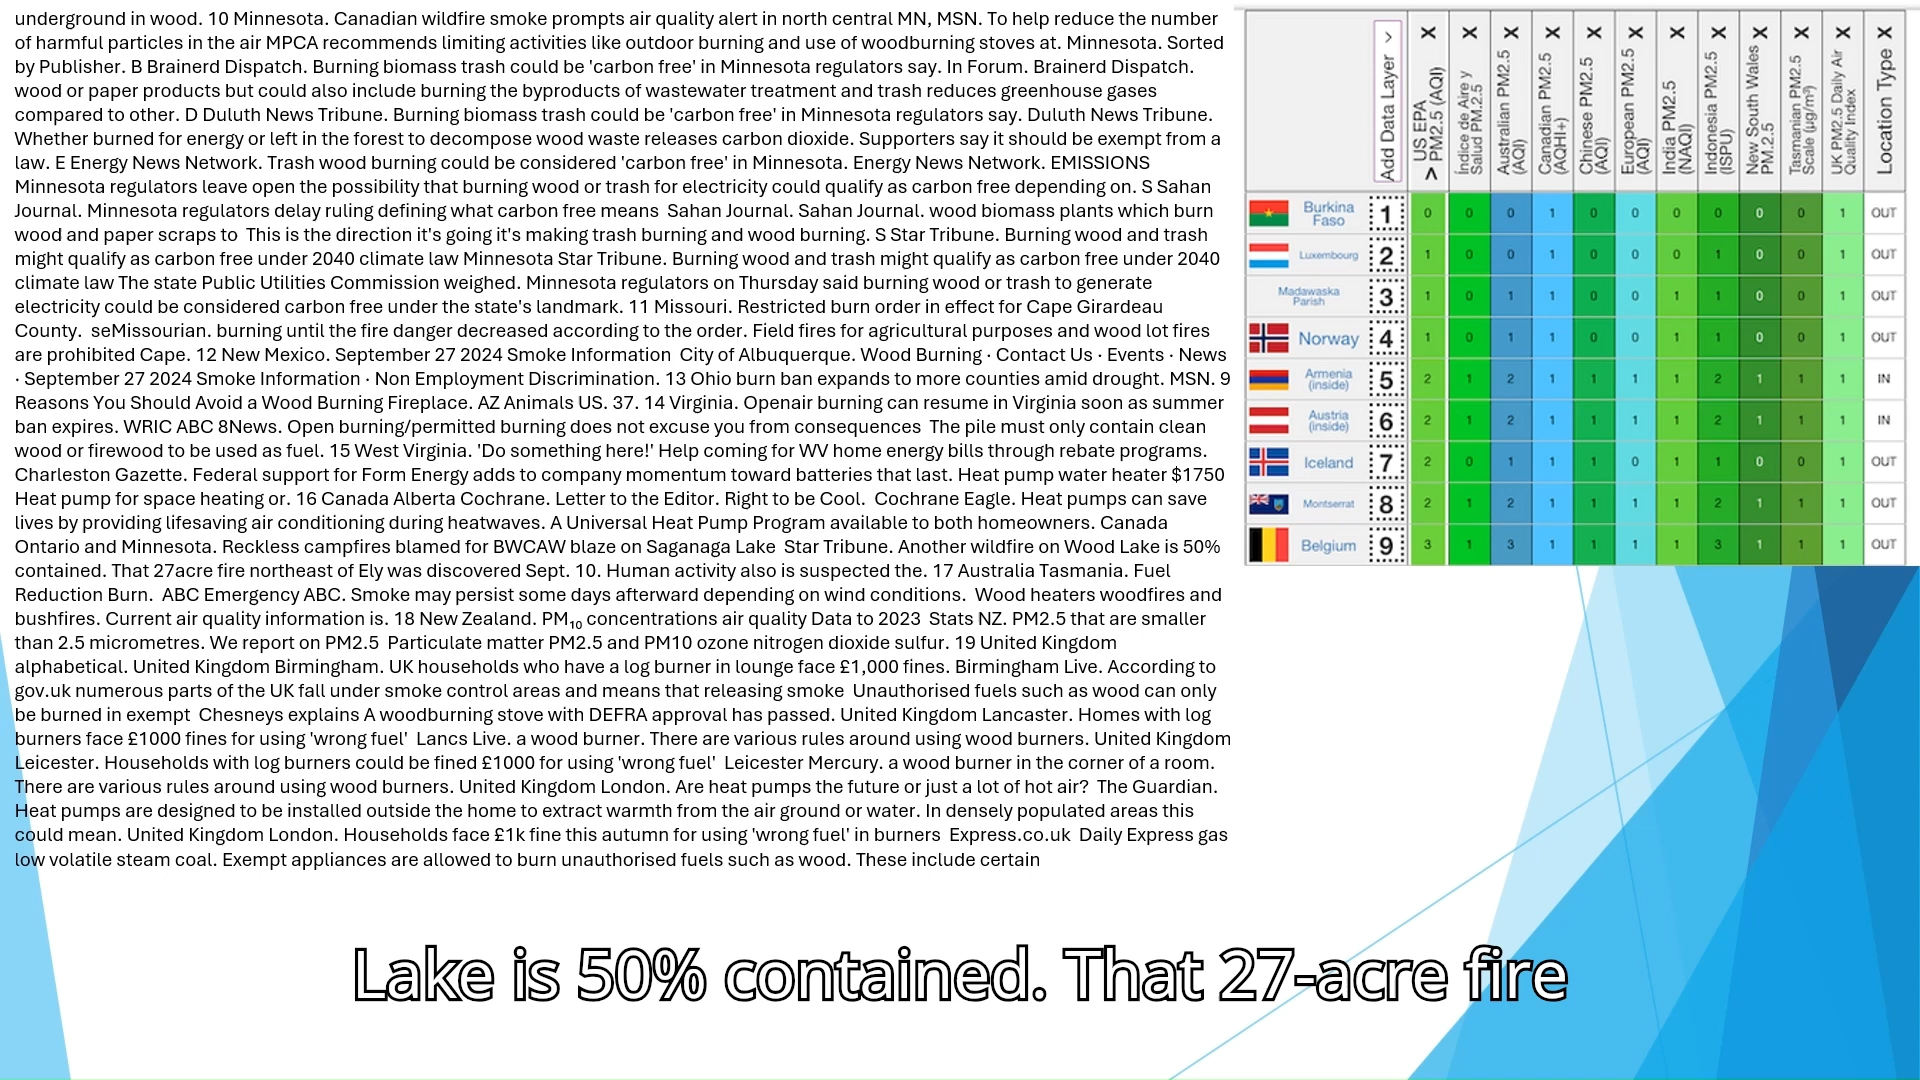 underground in wood. 10 Minnesota. Canadian wildfire smoke prompts air quality alert in north central MN, MSN. To help reduce the number
of harmful particles in the air MPCA recommends limiting activities like outdoor burning and use of woodburning stoves at. Minnesota. Sorted
by Publisher. B Brainerd Dispatch. Burning biomass trash could be 'carbon free' in Minnesota regulators say. In Forum. Brainerd Dispatch.
wood or paper products but could also include burning the byproducts of wastewater treatment and trash reduces greenhouse gases
compared to other. D Duluth News Tribune. Burning biomass trash could be 'carbon free' in Minnesota regulators say. Duluth News Tribune.
Whether burned for energy or left in the forest to decompose wood waste releases carbon dioxide. Supporters say it should be exempt from a
law. E Energy News Network. Trash wood burning could be considered 'carbon free' in Minnesota. Energy News Network. EMISSIONS
Minnesota regulators leave open the possibility that burning wood or trash for electricity could qualify as carbon free depending on. S Sahan
Journal. Minnesota regulators delay ruling defining what carbon free means  Sahan Journal. Sahan Journal. wood biomass plants which burn
wood and paper scraps to  This is the direction it's going it's making trash burning and wood burning. S Star Tribune. Burning wood and trash
might qualify as carbon free under 2040 climate law Minnesota Star Tribune. Burning wood and trash might qualify as carbon free under 2040
climate law The state Public Utilities Commission weighed. Minnesota regulators on Thursday said burning wood or trash to generate
electricity could be considered carbon free under the state's landmark. 11 Missouri. Restricted burn order in effect for Cape Girardeau
County.  seMissourian. burning until the fire danger decreased according to the order. Field fires for agricultural purposes and wood lot fires
are prohibited Cape. 12 New Mexico. September 27 2024 Smoke Information  City of Albuquerque. Wood Burning · Contact Us · Events · News
· September 27 2024 Smoke Information · Non Employment Discrimination. 13 Ohio burn ban expands to more counties amid drought. MSN. 9
Reasons You Should Avoid a Wood Burning Fireplace. AZ Animals US. 37. 14 Virginia. Openair burning can resume in Virginia soon as summer
ban expires. WRIC ABC 8News. Open burning/permitted burning does not excuse you from consequences  The pile must only contain clean
wood or firewood to be used as fuel. 15 West Virginia. 'Do something here!' Help coming for WV home energy bills through rebate programs.
Charleston Gazette. Federal support for Form Energy adds to company momentum toward batteries that last. Heat pump water heater $1750
Heat pump for space heating or. 16 Canada Alberta Cochrane. Letter to the Editor. Right to be Cool.  Cochrane Eagle. Heat pumps can save
lives by providing lifesaving air conditioning during heatwaves. A Universal Heat Pump Program available to both homeowners. Canada
Ontario and Minnesota. Reckless campfires blamed for BWCAW blaze on Saganaga Lake  Star Tribune. Another wildfire on Wood Lake is 50%
contained. That 27acre fire northeast of Ely was discovered Sept. 10. Human activity also is suspected the. 17 Australia Tasmania. Fuel
Reduction Burn.  ABC Emergency ABC. Smoke may persist some days afterward depending on wind conditions.  Wood heaters woodfires and
bushfires. Current air quality information is. 18 New Zealand. PM₁₀ concentrations air quality Data to 2023  Stats NZ. PM2.5 that are smaller
than 2.5 micrometres. We report on PM2.5  Particulate matter PM2.5 and PM10 ozone nitrogen dioxide sulfur. 19 United Kingdom
alphabetical. United Kingdom Birmingham. UK households who have a log burner in lounge face £1,000 fines. Birmingham Live. According to
gov.uk numerous parts of the UK fall under smoke control areas and means that releasing smoke  Unauthorised fuels such as wood can only
be burned in exempt  Chesneys explains A woodburning stove with DEFRA approval has passed. United Kingdom Lancaster. Homes with log
burners face £1000 fines for using 'wrong fuel'  Lancs Live. a wood burner. There are various rules around using wood burners. United Kingdom
Leicester. Households with log burners could be fined £1000 for using 'wrong fuel'  Leicester Mercury. a wood burner in the corner of a room.
There are various rules around using wood burners. United Kingdom London. Are heat pumps the future or just a lot of hot air?  The Guardian.
Heat pumps are designed to be installed outside the home to extract warmth from the air ground or water. In densely populated areas this
could mean. United Kingdom London. Households face £1k fine this autumn for using 'wrong fuel' in burners  Express.co.uk  Daily Express gas
low volatile steam coal. Exempt appliances are allowed to burn unauthorised fuels such as wood. These include certain
Add Data Layer >
X US EPA PM2.5 (AQI) >
X Índice de Aire y Salud PM2.5
X Australian PM2.5 (AQI)
X Canadian PM2.5 (AQHI+)
X Chinese PM2.5 (AQI)
X European PM2.5 (AQI)
X India PM2.5 (NAQI)
X Indonesia PM2.5 (ISPU)
X New South Wales PM2.5
X Tasmanian PM2.5 Scale (µg/m³)
X UK PM2.5 Daily Air Quality Index
X Location Type
Burkina Faso 1 0 0 0 1 0 0 0 0 0 0 1 OUT
Luxembourg 2 1 0 0 1 0 0 0 1 0 0 1 OUT
Madawaska Parish 3 1 0 1 1 0 0 1 1 0 0 1 OUT
Norway 4 1 0 1 1 0 0 1 1 0 0 1 OUT
Armenia (inside) 5 2 1 2 1 1 1 1 2 1 1 1 IN
Austria (inside) 6 2 1 2 1 1 1 1 2 1 1 1 IN
Iceland 7 2 0 1 1 1 0 1 1 0 0 1 OUT
Montserrat 8 2 1 2 1 1 1 1 2 1 1 1 OUT
Belgium 9 3 1 3 1 1 1 1 3 1 1 1 OUT
Lake is 50% contained. That 27-acre fire